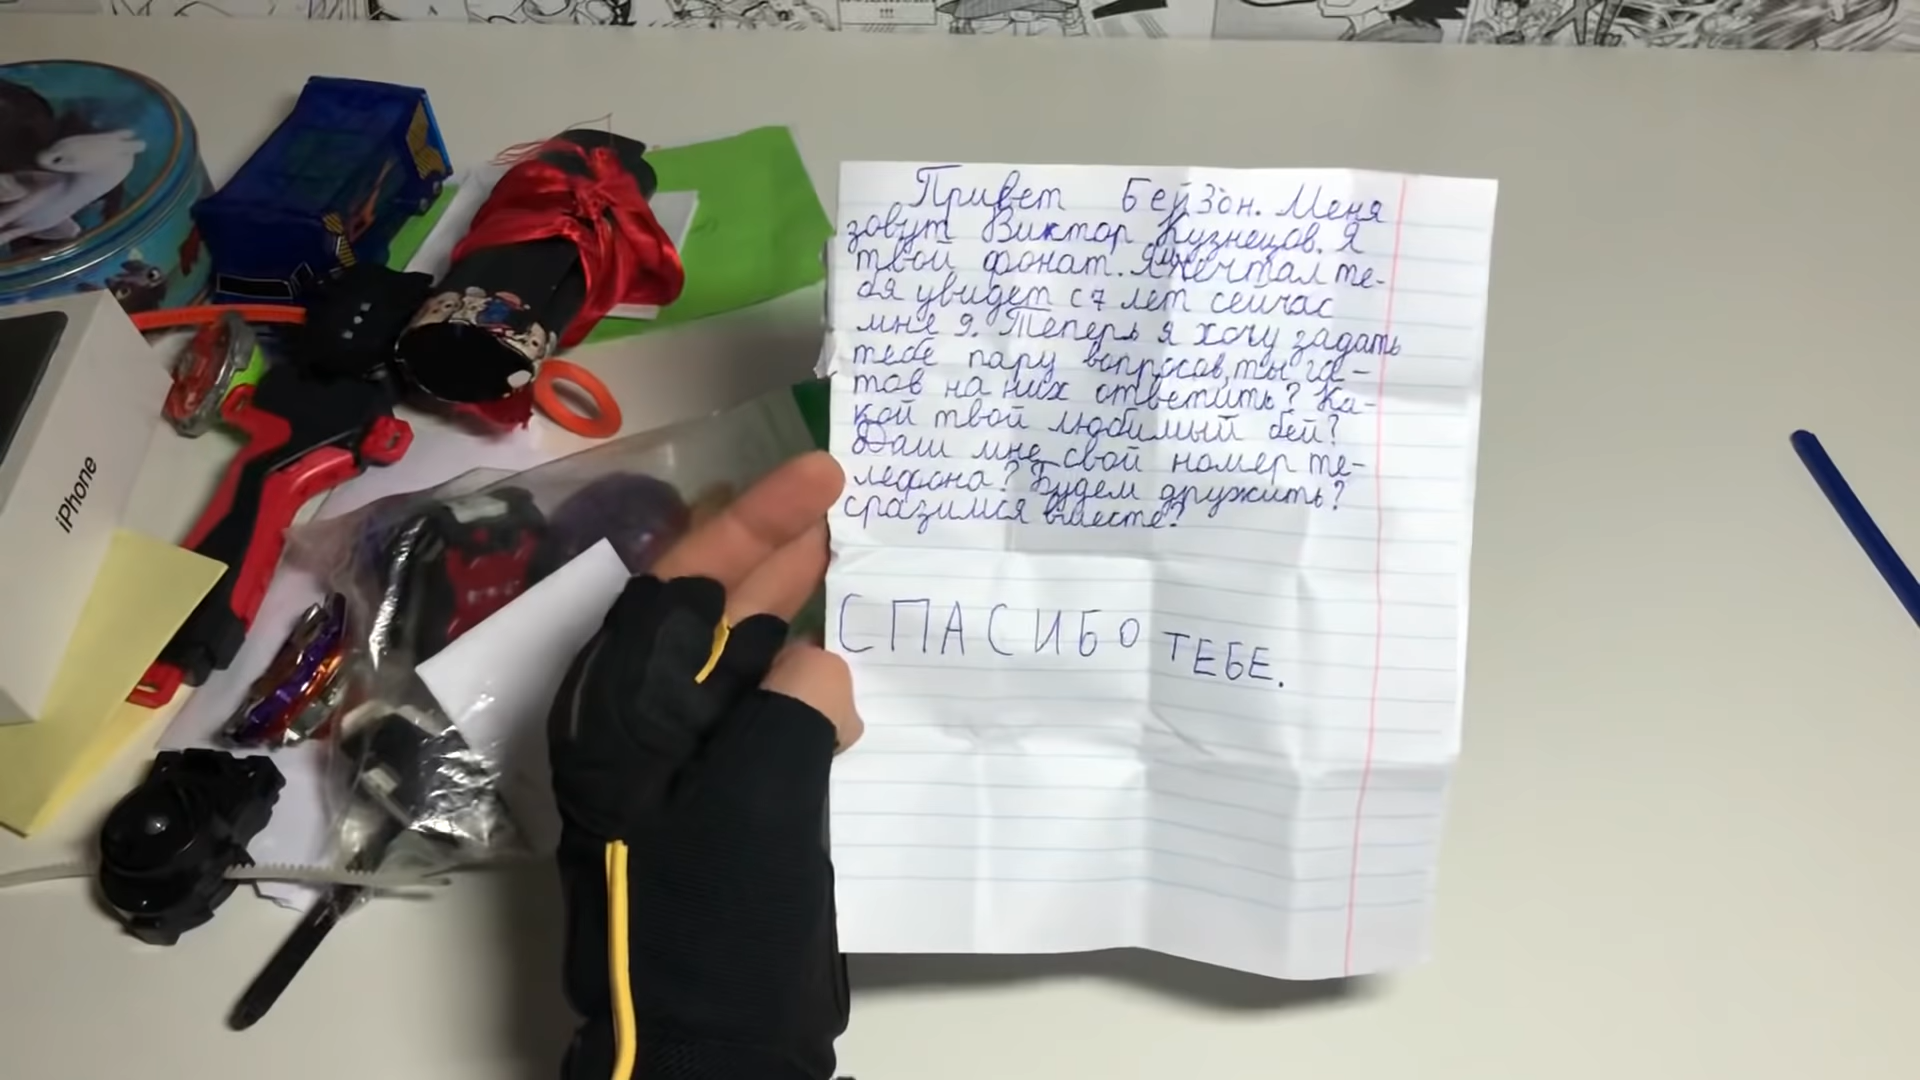 Привет Бейзон. Меня
зовут Виктор Кузнецов. Я
твой фонат. Я мечтал те-
бя увидет с 7 лет сейчас
мне 9. Теперь я хочу задать
тебе пару вопросов, ты га-
тов на них ответить? Ка-
кой твой любимый бей?
Даш мне свой номер те-
лефона? Будем дружить?
сразимся вместе?
СПАСИБО ТЕБЕ.
iPhone